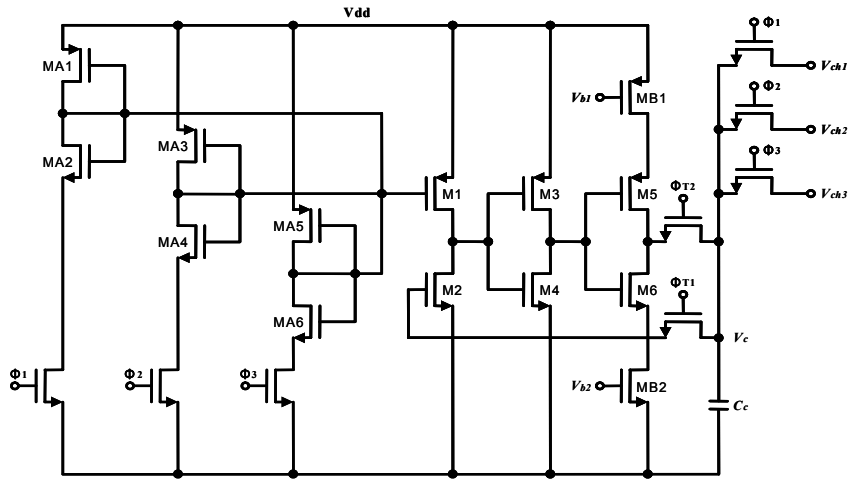 Vdd
Φ1
MA1
Vch1
Φ2
Vb1
MB1
Vch2
MA2
MA3
Φ3
M1
M3
M5
ΦT2
Vch3
MA4
MA5
M2
M4
M6
ΦT1
MA6
Vc
Φ1
Φ2
Φ3
Vb2
MB2
Cc